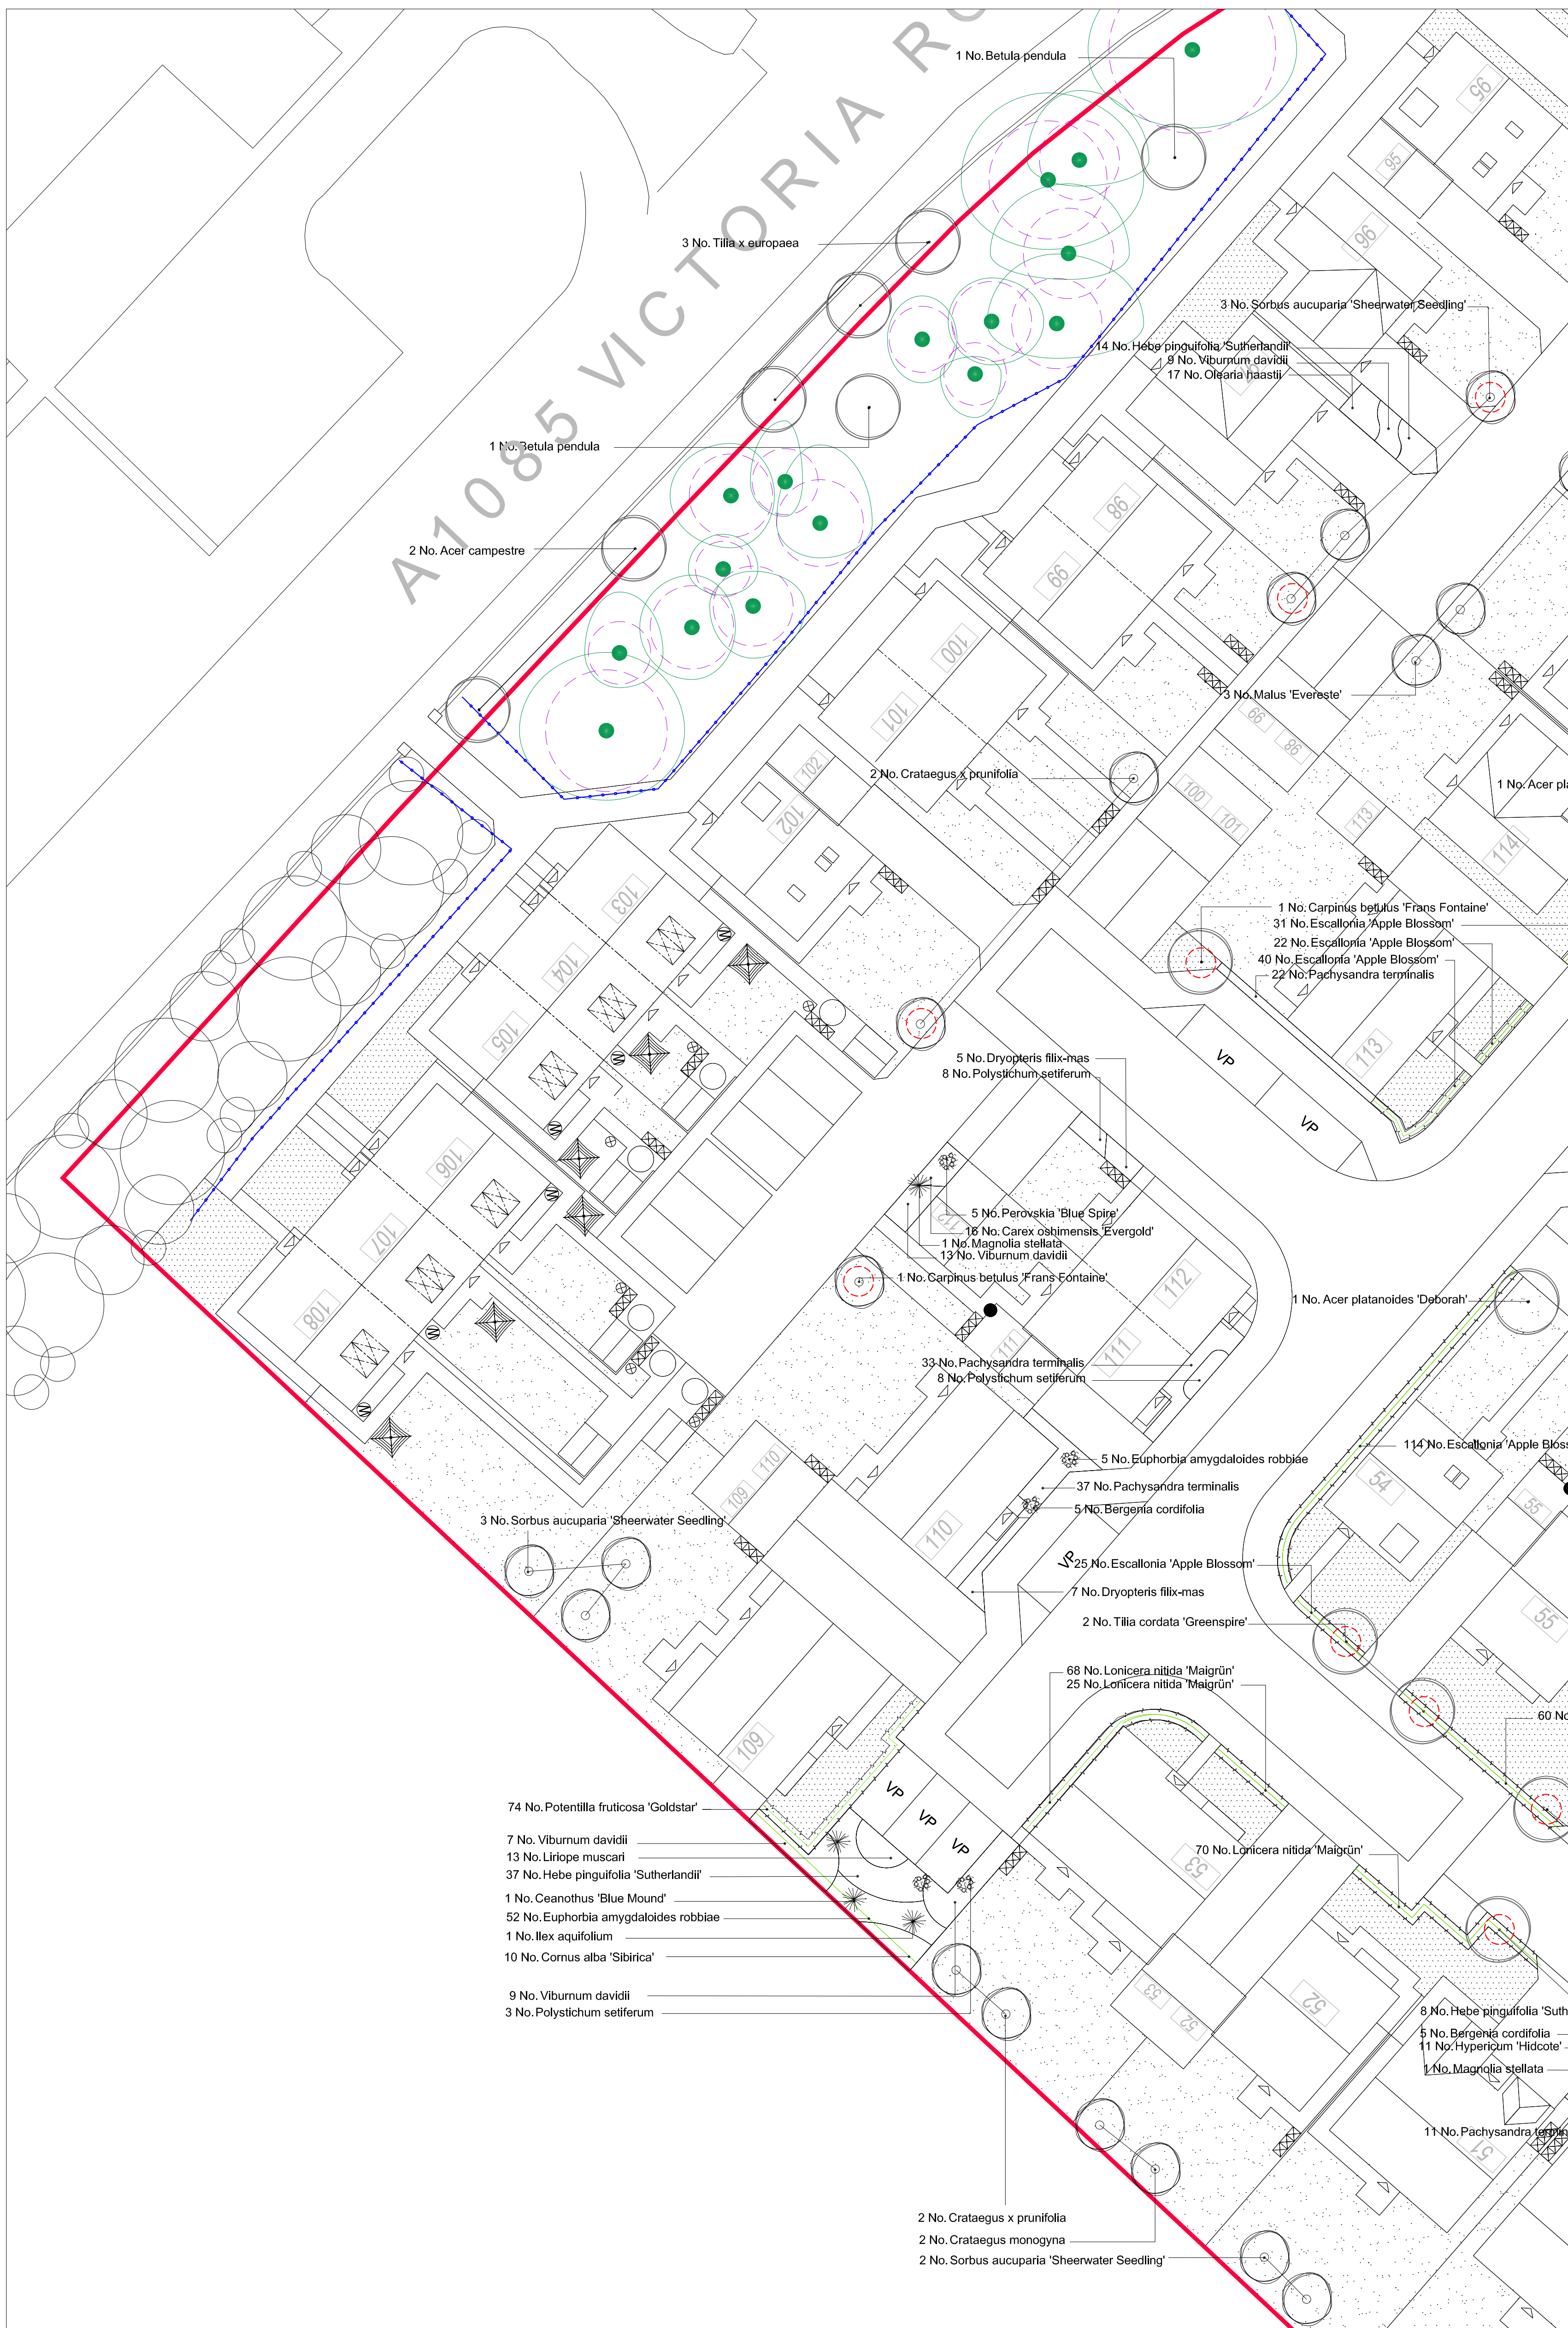 A1085 VICTORIA RO
1 No. Betula pendula
3 No. Tilia x europaea
1 No. Betula pendula
2 No. Acer campestre
95
95
96
96
3 No. Sorbus aucuparia 'Sheerwater Seedling'
14 No. Hebe pinguifolia 'Sutherlandii'
9 No. Viburnum davidii
17 No. Olearia haastii
98
99
100
101
102
102
3 No. Malus 'Evereste'
99
98
2 No. Crataegus x prunifolia
100
101
1 No. Acer pla
113
114
103
104
105
1 No. Carpinus betulus 'Frans Fontaine'
31 No. Escallonia 'Apple Blossom'
22 No. Escallonia 'Apple Blossom'
40 No. Escallonia 'Apple Blossom'
22 No. Pachysandra terminalis
113
VP
VP
M
M
M
M
M
M
106
107
108
5 No. Dryopteris filix-mas
8 No. Polystichum setiferum
5 No. Perovskia 'Blue Spire'
16 No. Carex oshimensis 'Evergold'
1 No. Magnolia stellata
13 No. Viburnum davidii
112
1 No. Carpinus betulus 'Frans Fontaine'
112
111
111
1 No. Acer platanoides 'Deborah'
33 No. Pachysandra terminalis
8 No. Polystichum setiferum
114 No. Escallonia 'Apple Bloss
5 No. Euphorbia amygdaloides robbiae
37 No. Pachysandra terminalis
5 No. Bergenia cordifolia
110
109
110
54
55
55
3 No. Sorbus aucuparia 'Sheerwater Seedling'
VP
25 No. Escallonia 'Apple Blossom'
7 No. Dryopteris filix-mas
2 No. Tilia cordata 'Greenspire'
68 No. Lonicera nitida 'Maigrün'
25 No. Lonicera nitida 'Maigrün'
60 No
109
VP
VP
VP
74 No. Potentilla fruticosa 'Goldstar'
7 No. Viburnum davidii
13 No. Liriope muscari
37 No. Hebe pinguifolia 'Sutherlandii'
1 No. Ceanothus 'Blue Mound'
52 No. Euphorbia amygdaloides robbiae
1 No. Ilex aquifolium
10 No. Cornus alba 'Sibirica'
9 No. Viburnum davidii
3 No. Polystichum setiferum
53
70 No. Lonicera nitida 'Maigrün'
53
52
52
8 No. Hebe pinguifolia 'Suth
5 No. Bergenia cordifolia
11 No. Hypericum 'Hidcote'
1 No. Magnolia stellata
11 No. Pachysandra termin
51
2 No. Crataegus x prunifolia
2 No. Crataegus monogyna
2 No. Sorbus aucuparia 'Sheerwater Seedling'